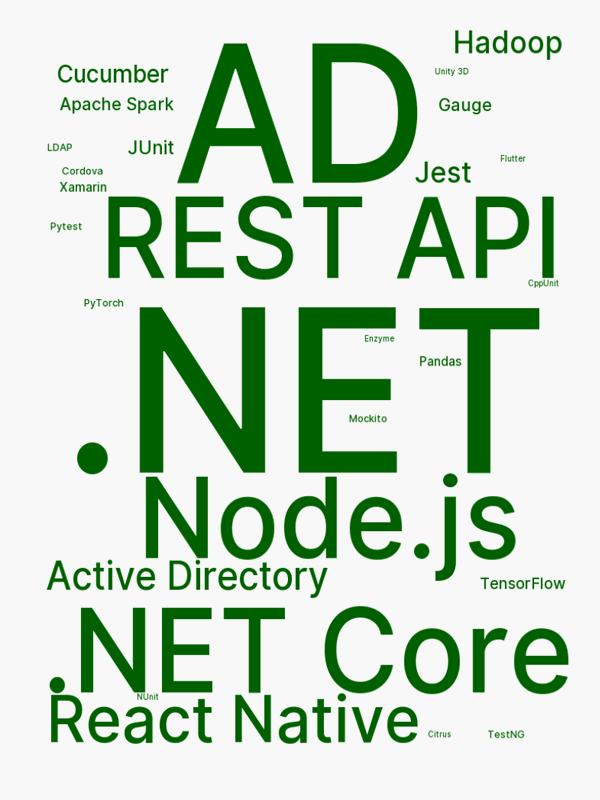 Hadoop
AD
Unity 3D
Cucumber
Apache Spark
Gauge
LDAP
JUnit
Flutter
Cordova
Jest
Xamarin
REST API
Pytest
CppUnit
PyTorch
.NET
Enzyme
Pandas
Mockito
Node.js
Active Directory
TensorFlow
.NET Core
NUnit
React Native
Citrus
TestNG